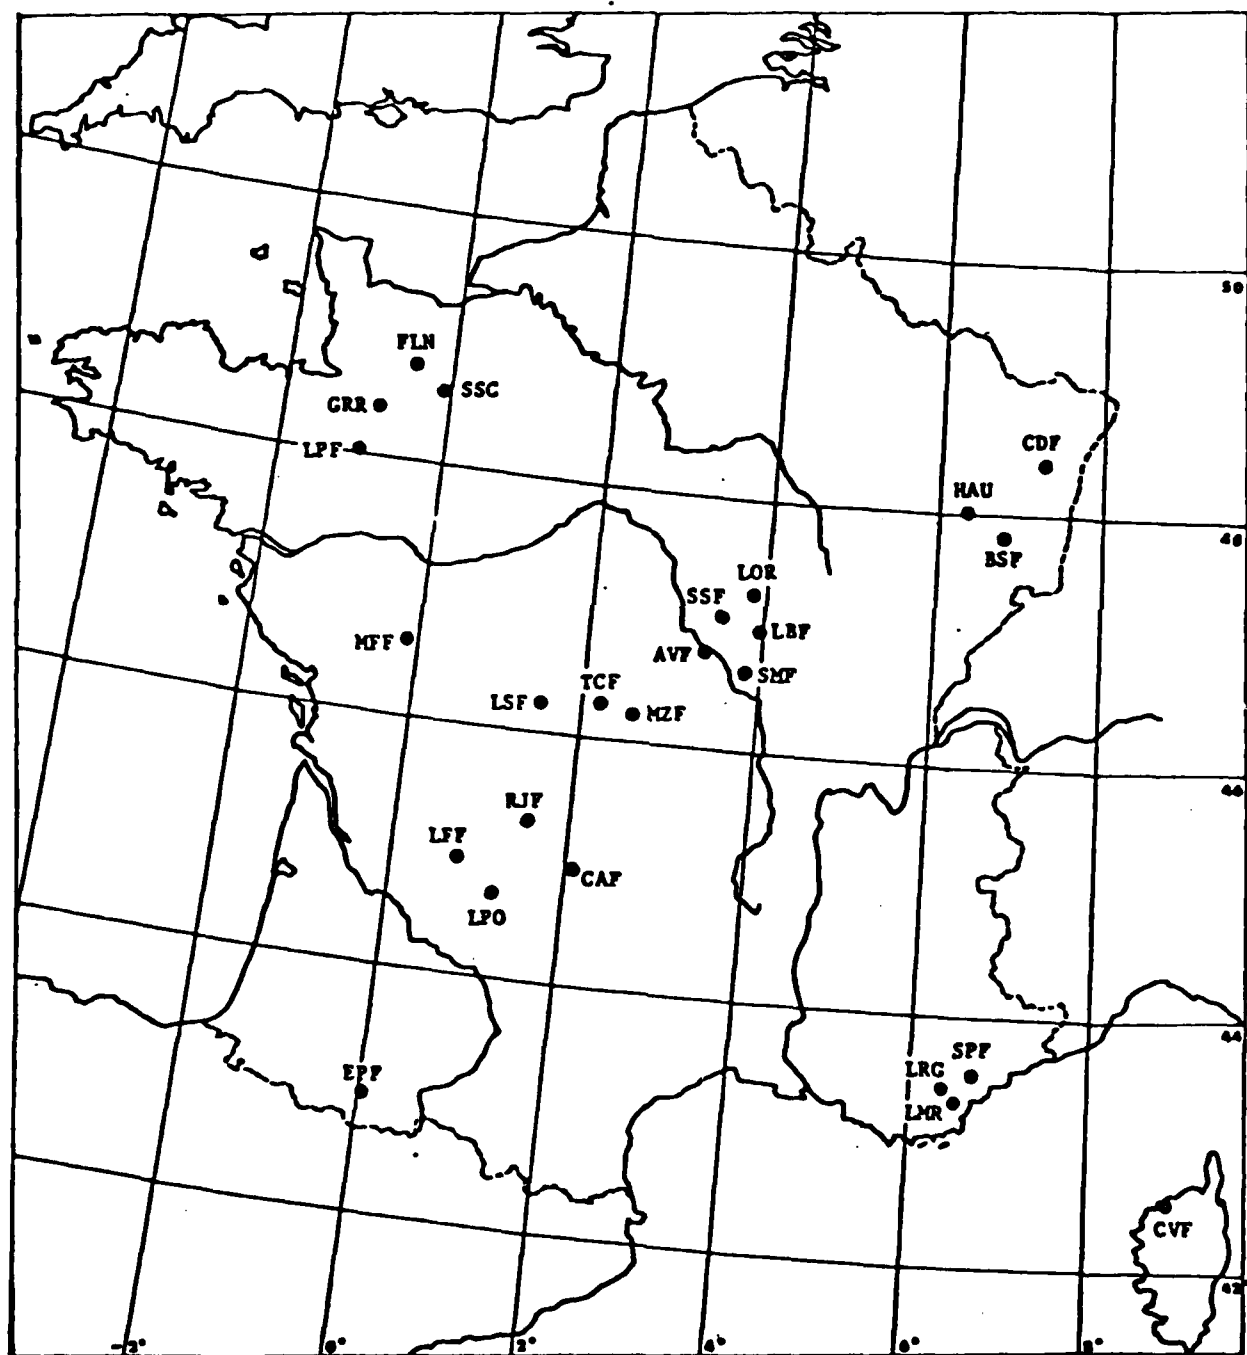 50
FLN
SSC
GRR
LPF
CDF
HAU
48
BSF
LOR
SSF
LBF
MFF
AVF
SMF
TCF
LSF
MZF
46
RJF
LFF
CAF
LPO
44
SPF
EPF
LRG
LMR
CVF
42
-2° 0° 2° 4° 6° 8°